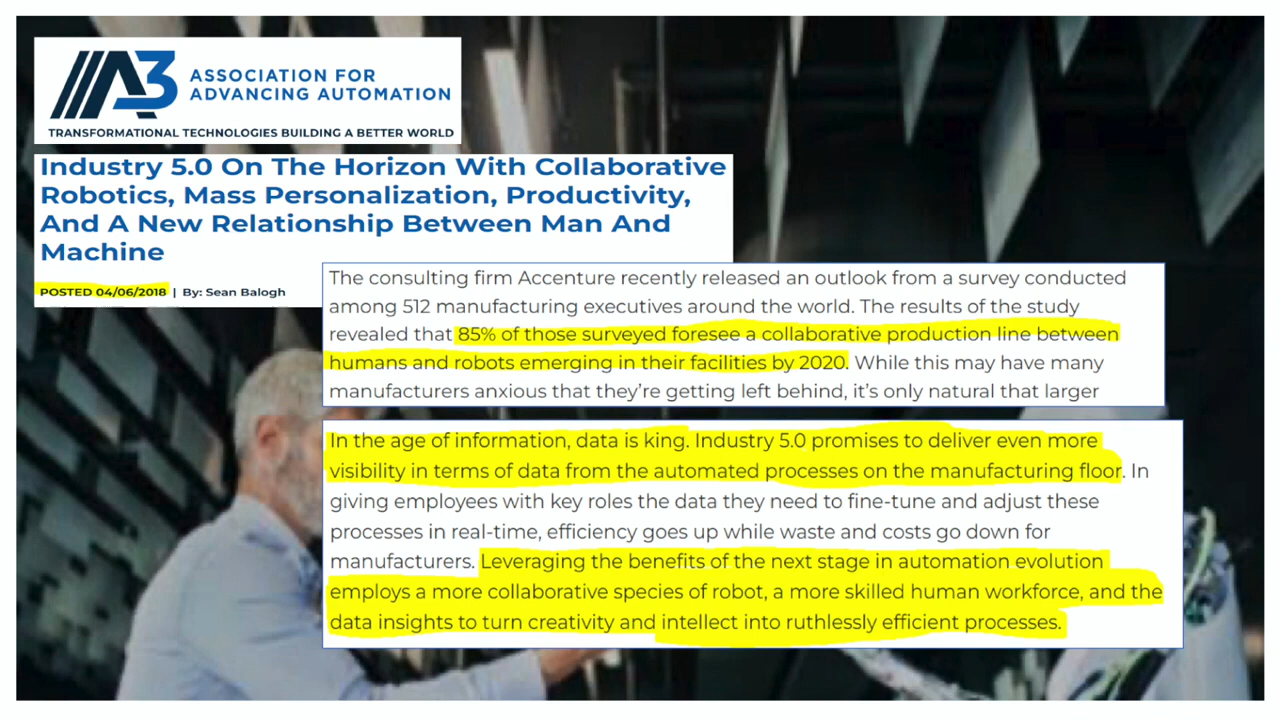 A3
ASSOCIATION FOR
ADVANCING AUTOMATION
TRANSFORMATIONAL TECHNOLOGIES BUILDING A BETTER WORLD
Industry 5.0 On The Horizon With Collaborative
Robotics, Mass Personalization, Productivity,
And A New Relationship Between Man And
Machine
POSTED 04/06/2018 | By: Sean Balogh
The consulting firm Accenture recently released an outlook from a survey conducted
among 512 manufacturing executives around the world. The results of the study
revealed that 85% of those surveyed foresee a collaborative production line between
humans and robots emerging in their facilities by 2020. While this may have many
manufacturers anxious that they're getting left behind, it's only natural that larger
In the age of information, data is king. Industry 5.0 promises to deliver even more
visibility in terms of data from the automated processes on the manufacturing floor. In
giving employees with key roles the data they need to fine-tune and adjust these
processes in real-time, efficiency goes up while waste and costs go down for
manufacturers. Leveraging the benefits of the next stage in automation evolution
employs a more collaborative species of robot, a more skilled human workforce, and the
data insights to turn creativity and intellect into ruthlessly efficient processes.